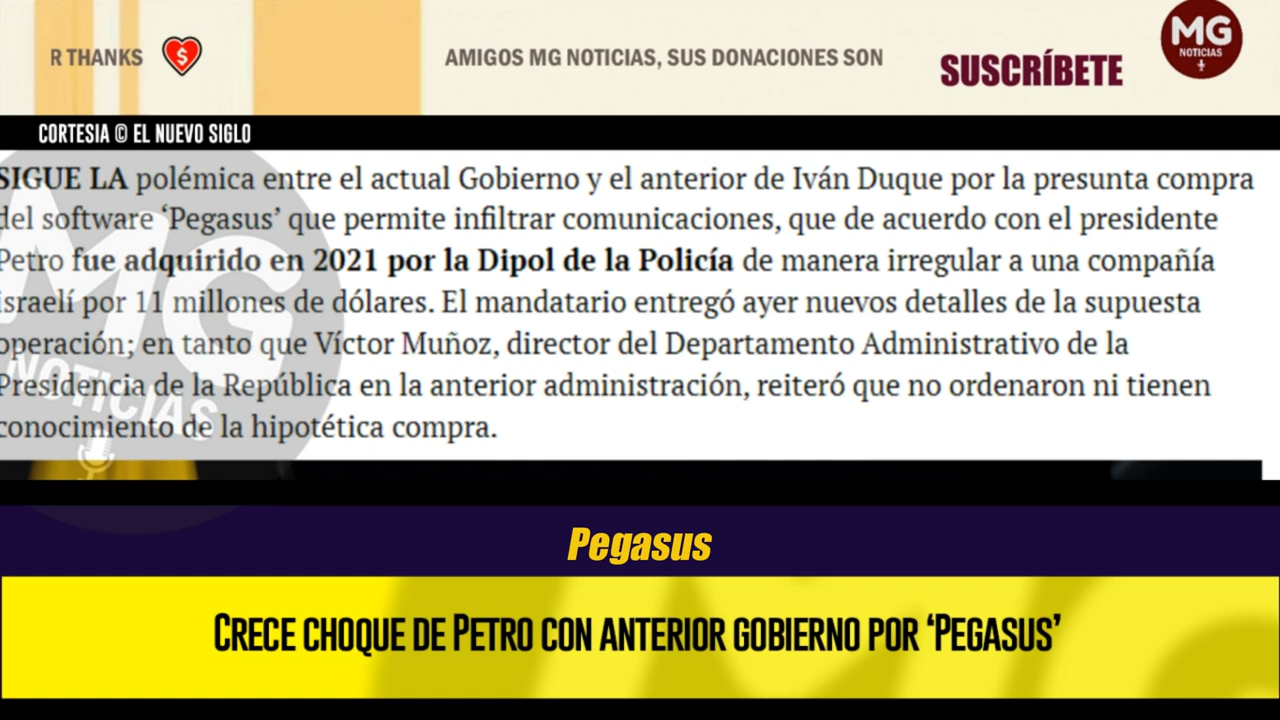 R THANKS
AMIGOS MG NOTICIAS, SUS DONACIONES SON
SUSCRÍBETE
MG
NOTICIAS
CORTESIA © EL NUEVO SIGLO
SIGUE LA polémica entre el actual Gobierno y el anterior de Iván Duque por la presunta compra
del software ‘Pegasus’ que permite infiltrar comunicaciones, que de acuerdo con el presidente
Petro fue adquirido en 2021 por la Dipol de la Policía de manera irregular a una compañía
israelí por 11 millones de dólares. El mandatario entregó ayer nuevos detalles de la supuesta
operación; en tanto que Víctor Muñoz, director del Departamento Administrativo de la
Presidencia de la República en la anterior administración, reiteró que no ordenaron ni tienen
conocimiento de la hipotética compra.
MG
NOTICIAS
Pegasus
CRECE CHOQUE DE PETRO CON ANTERIOR GOBIERNO POR ‘PEGASUS’